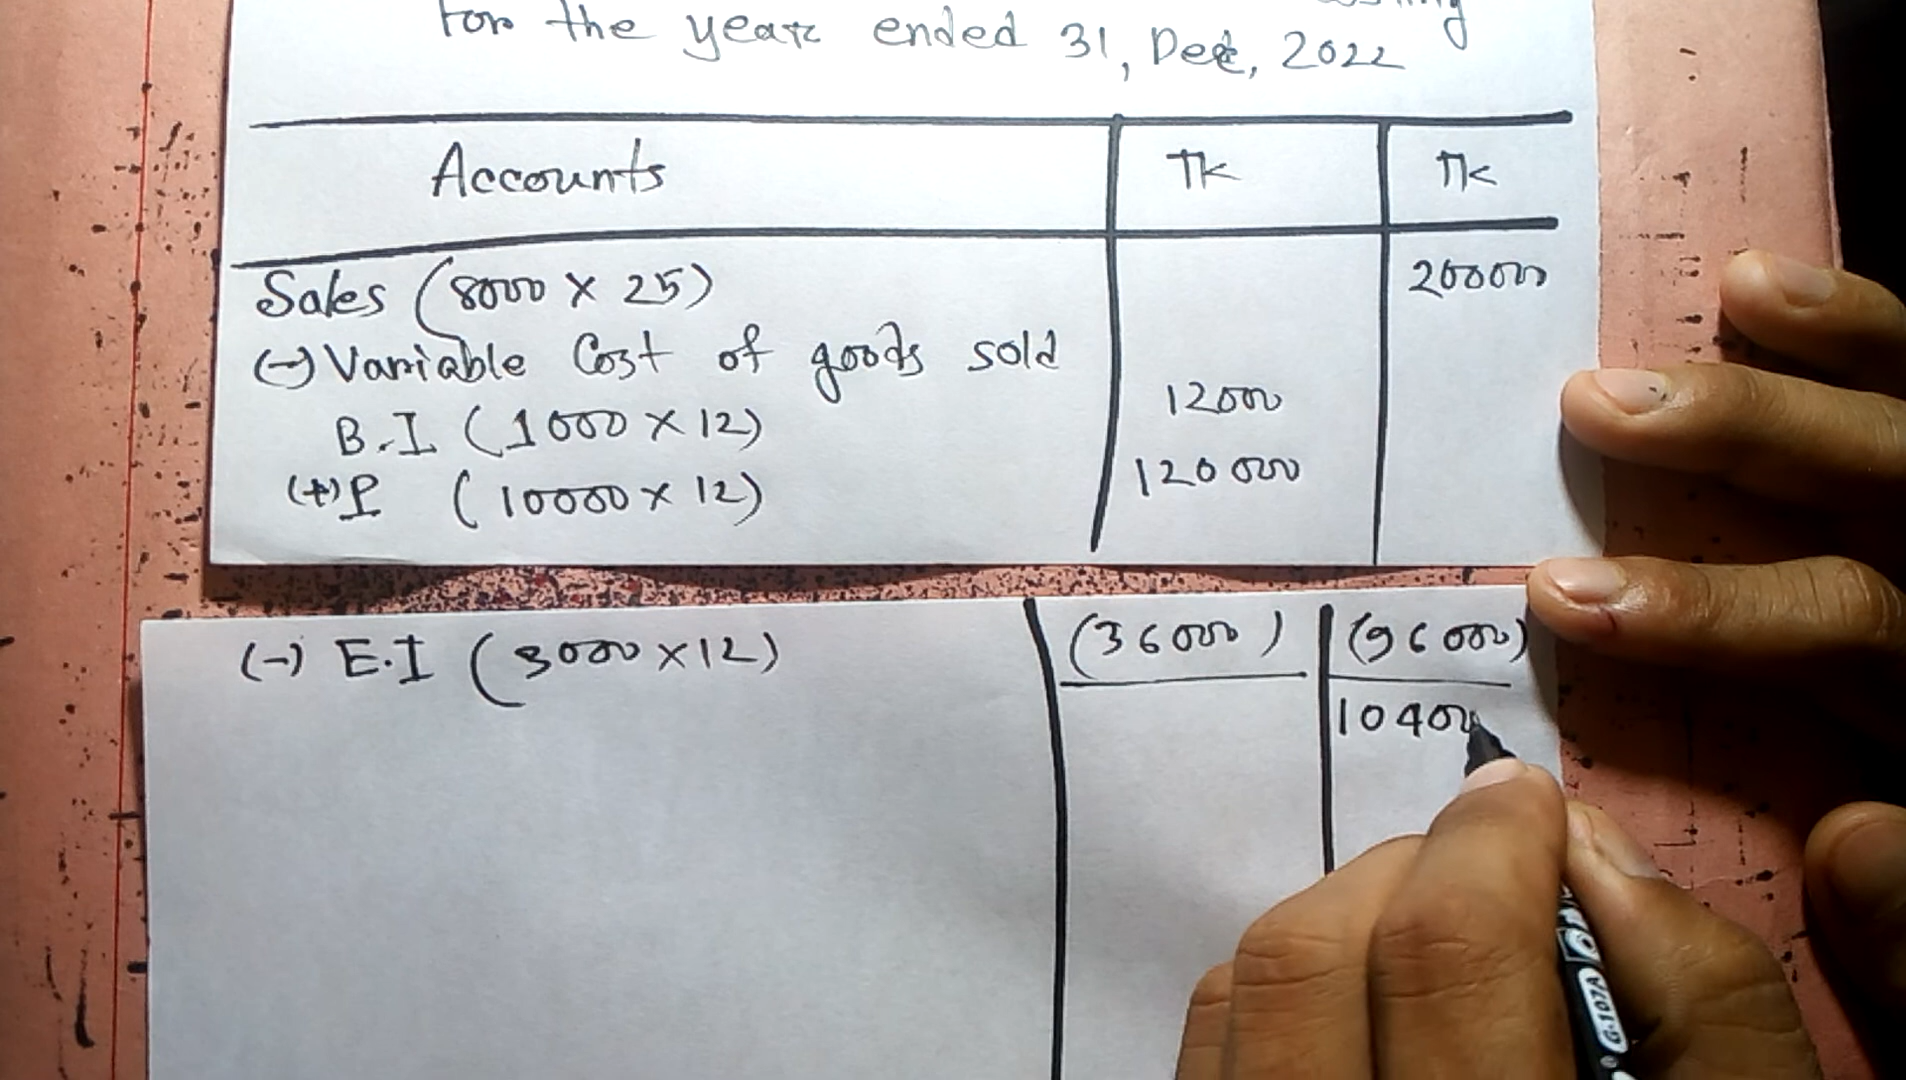 For the year ended 31, Dec, 2022
Accounts Tk Tk
Sales (8000 × 25) 200000
(-) Variable Cost of goods sold
B.I (1000 × 12) 12000
(+) P (10000 × 12) 120000
(-) E.I (3000 × 12) (36000) (96000)
10400
G-107A